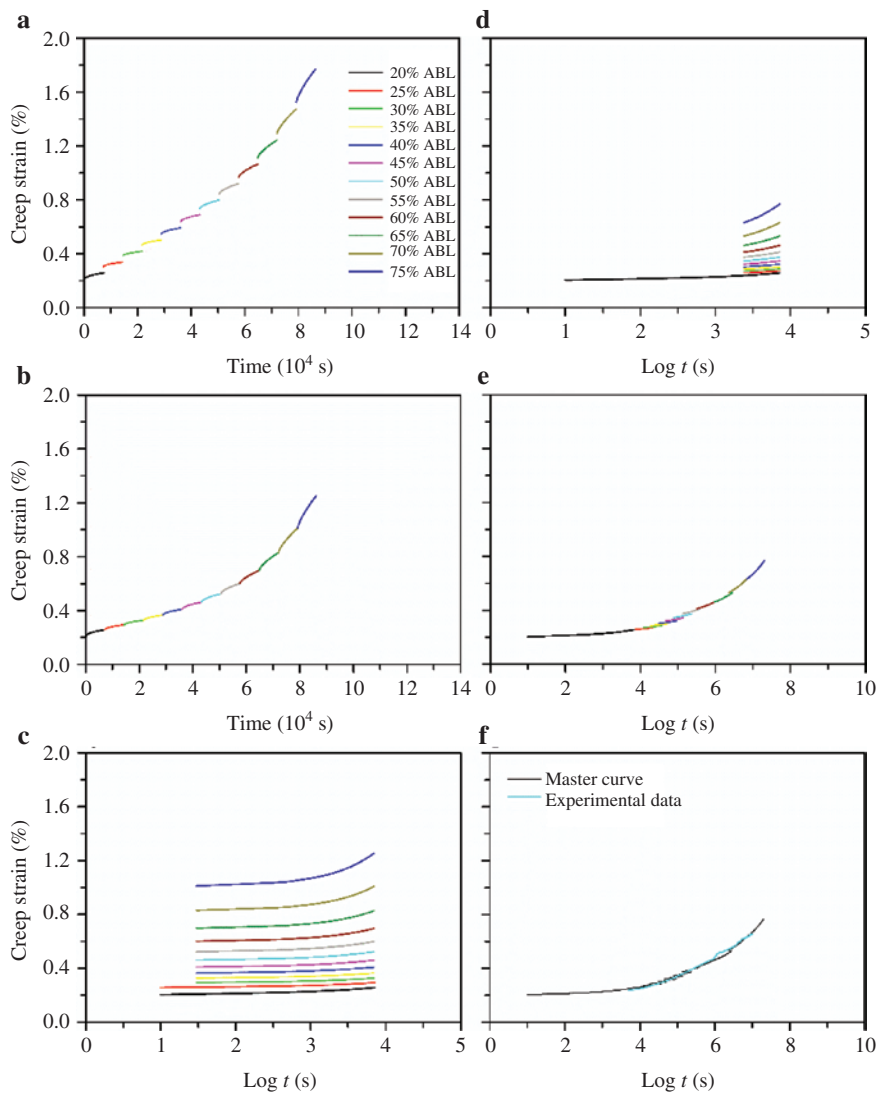 a
2.0
1.6
1.2
0.8
0.4
0.0
Creep strain (%)
20% ABL
25% ABL
30% ABL
35% ABL
40% ABL
45% ABL
50% ABL
55% ABL
60% ABL
65% ABL
70% ABL
75% ABL
0 2 4 6 8 10 12 14
Time (10⁴ s)
d
0 1 2 3 4 5
Log t (s)
b
2.0
1.6
1.2
0.8
0.4
0.0
Creep strain (%)
0 2 4 6 8 10 12 14
Time (10⁴ s)
e
0 2 4 6 8 10
Log t (s)
c
2.0
1.6
1.2
0.8
0.4
0.0
Creep strain (%)
0 1 2 3 4 5
Log t (s)
f
Master curve
Experimental data
0 2 4 6 8 10
Log t (s)